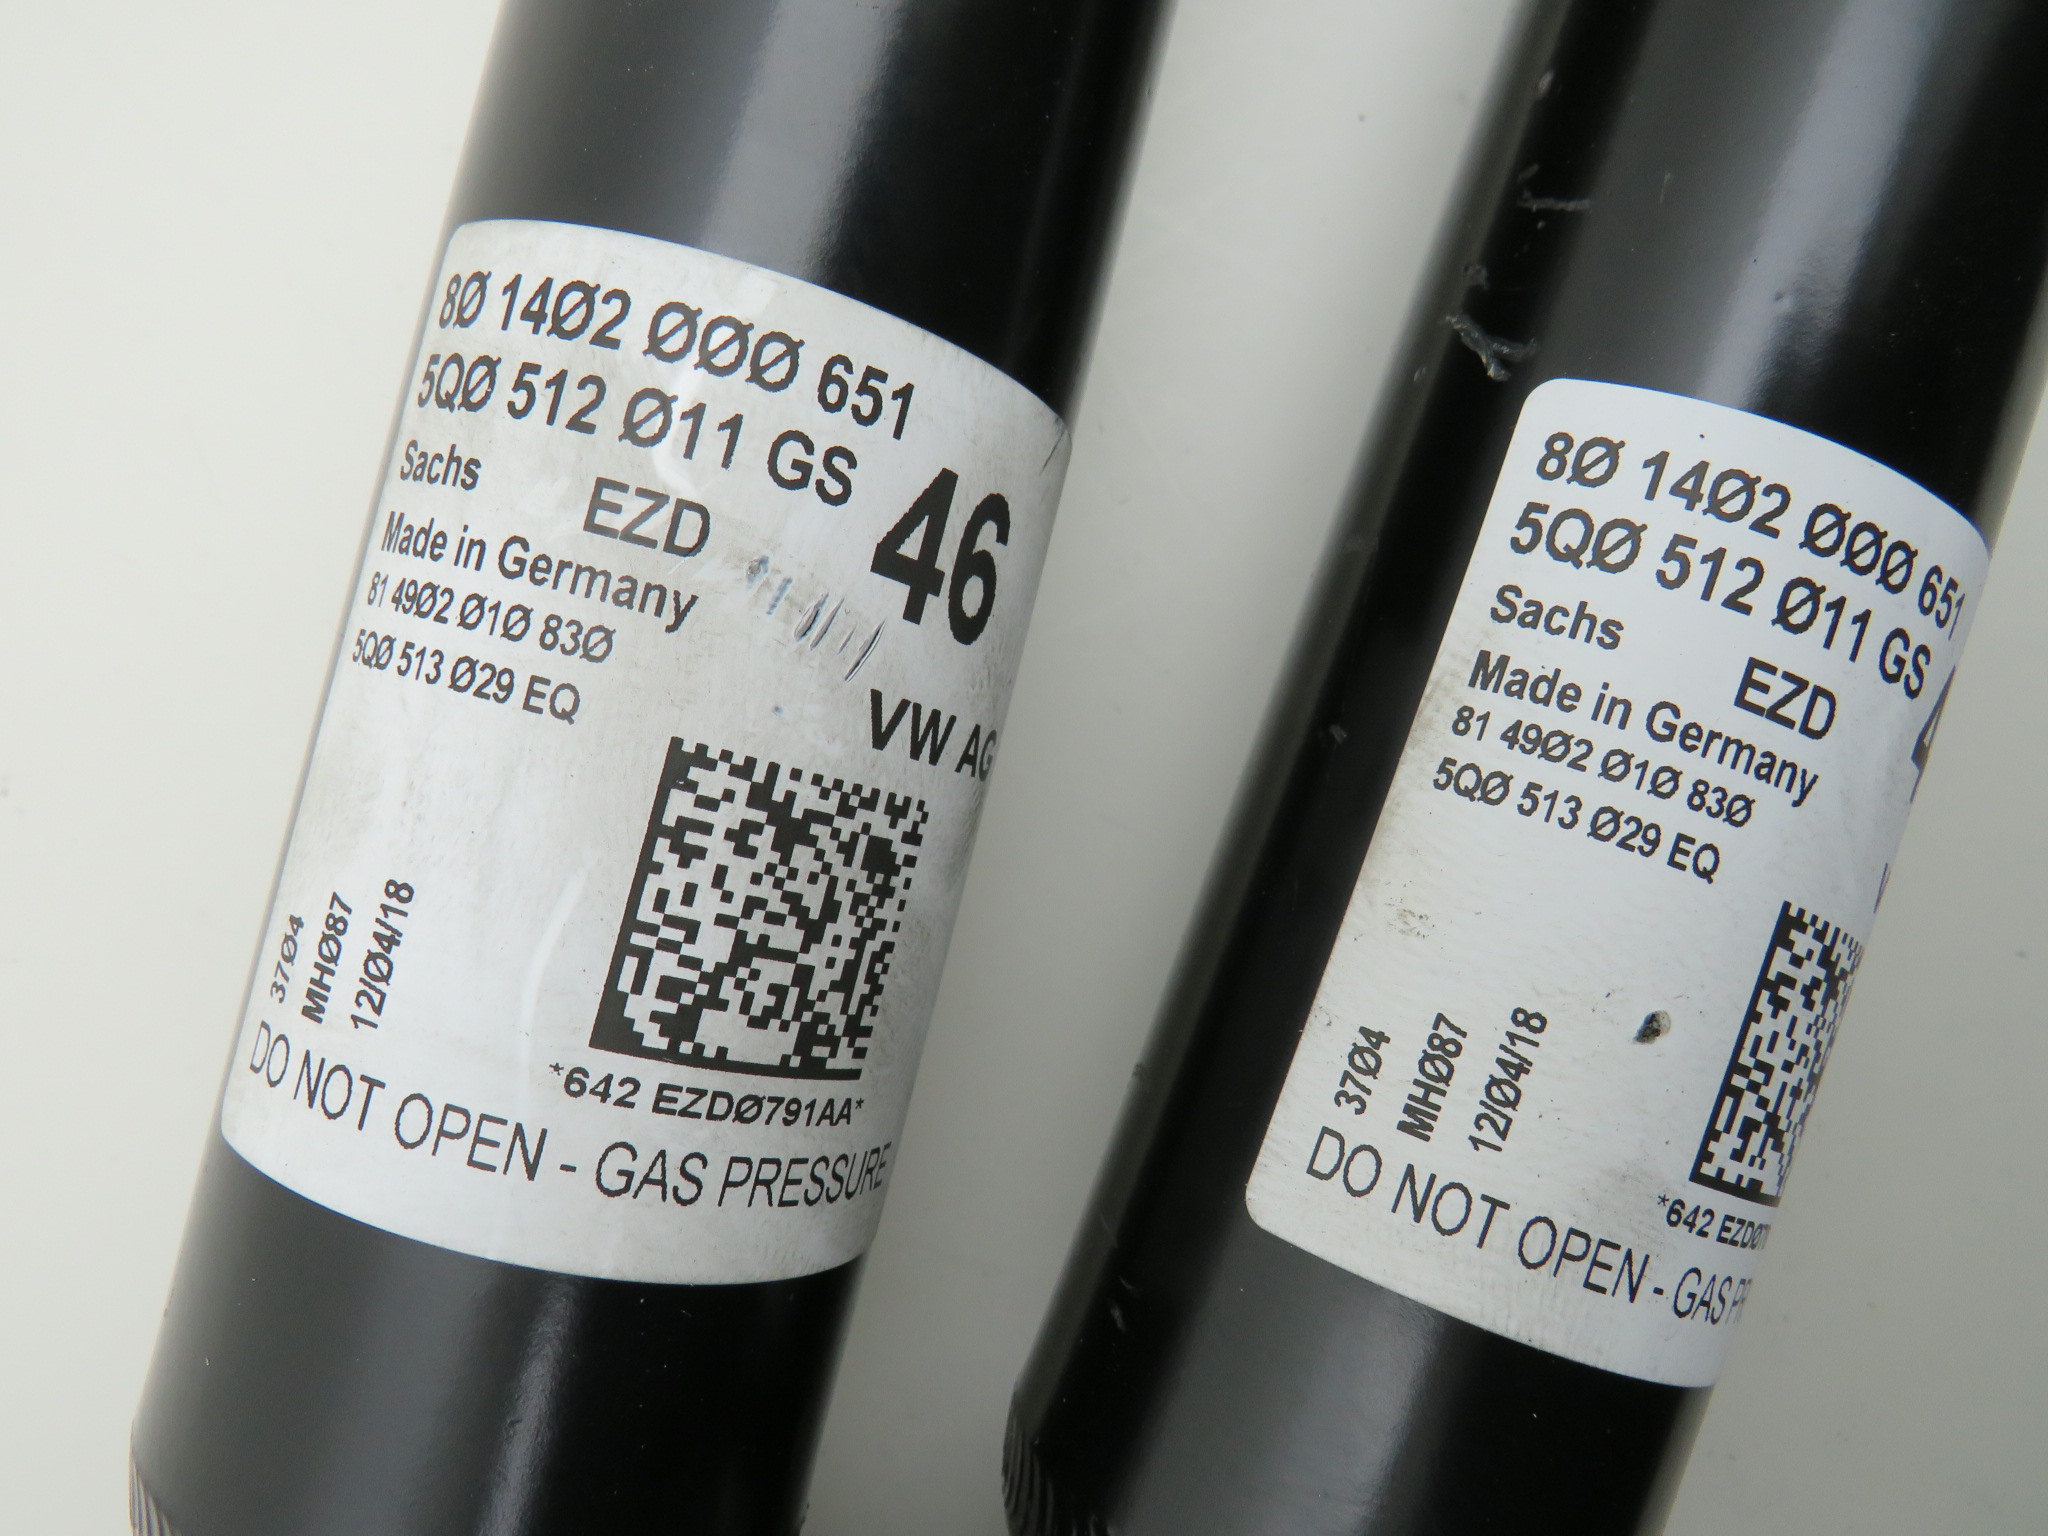 8Ø 14Ø2 ØØØ 651
5QØ 512 Ø11 GS
Sachs
EZD
46
Made in Germany
81 49Ø2 Ø1Ø 83Ø
5QØ 513 Ø29 EQ
VW AG
37Ø4
MHØ87
12/Ø4/18
*642 EZDØ791AA*
DO NOT OPEN - GAS PRESSURE
8Ø 14Ø2 ØØØ 651
5QØ 512 Ø11 GS
Sachs
EZD
Made in Germany
81 49Ø2 Ø1Ø 83Ø
5QØ 513 Ø29 EQ
37Ø4
MHØ87
12/Ø4/18
*642
DO NOT OPEN - GAS